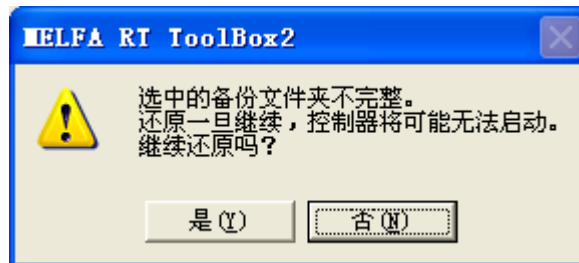 MELFA RT ToolBox2
选中的备份文件夹不完整。
还原一旦继续，控制器将可能无法启动。
继续还原吗？
是(Y)
否(N)